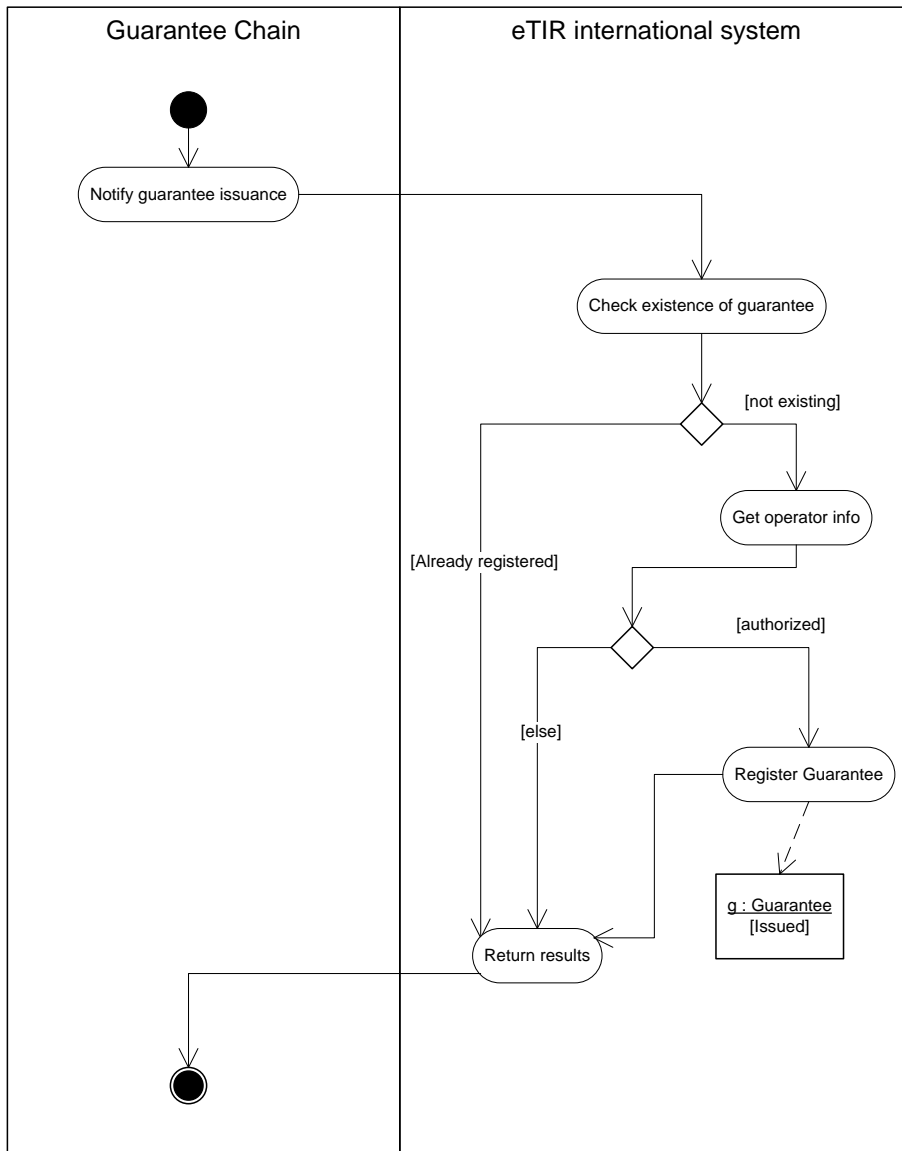 Guarantee Chain
eTIR international system
Notify guarantee issuance
Check existence of guarantee
[not existing]
Get operator info
[Already registered]
[authorized]
[else]
Register Guarantee
g : Guarantee
[Issued]
Return results